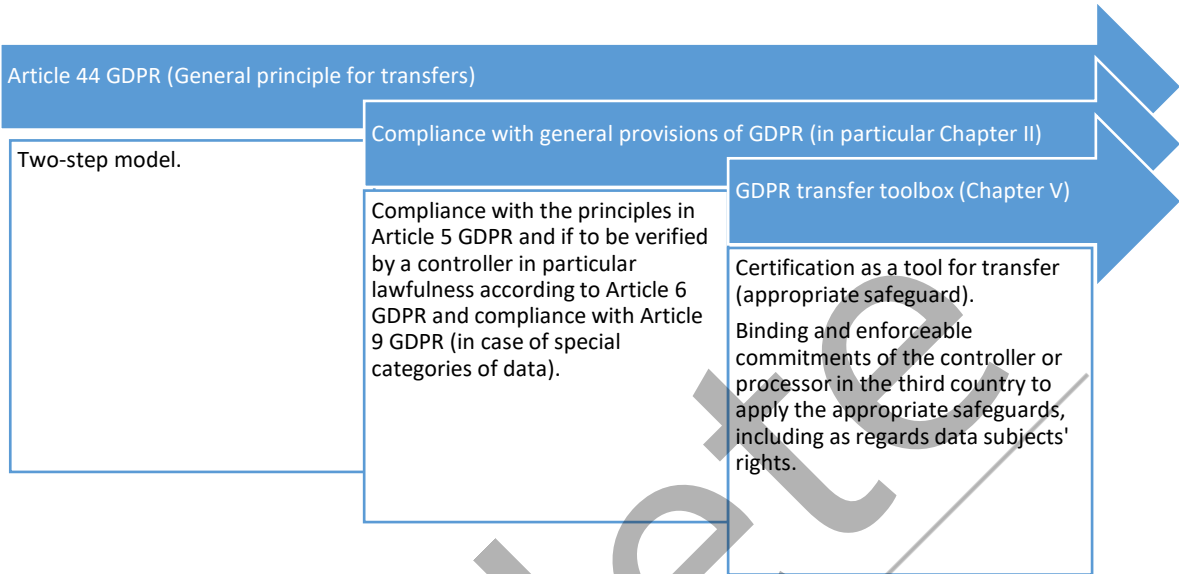 Article 44 GDPR (General principle for transfers)
Two-step model.
Compliance with general provisions of GDPR (in particular Chapter II)
Compliance with the principles in
Article 5 GDPR and if to be verified
by a controller in particular
lawfulness according to Article 6
GDPR and compliance with Article
9 GDPR (in case of special
categories of data).
GDPR transfer toolbox (Chapter V)
Certification as a tool for transfer
(appropriate safeguard).
Binding and enforceable
commitments of the controller or
processor in the third country to
apply the appropriate safeguards,
including as regards data subjects'
rights.